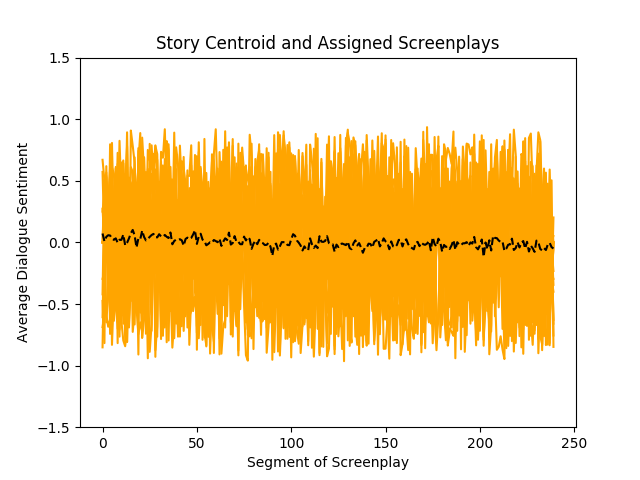 Story Centroid and Assigned Screenplays
1.5
1.0
0.5
0.0
−0.5
−1.0
−1.5
Average Dialogue Sentiment
0 50 100 150 200 250
Segment of Screenplay